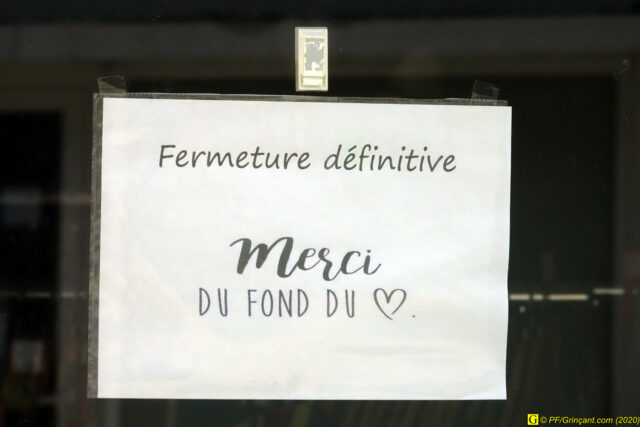 Fermeture définitive
Merci
DU FOND DU ♡.
G © PF/Grinçant.com (2020)